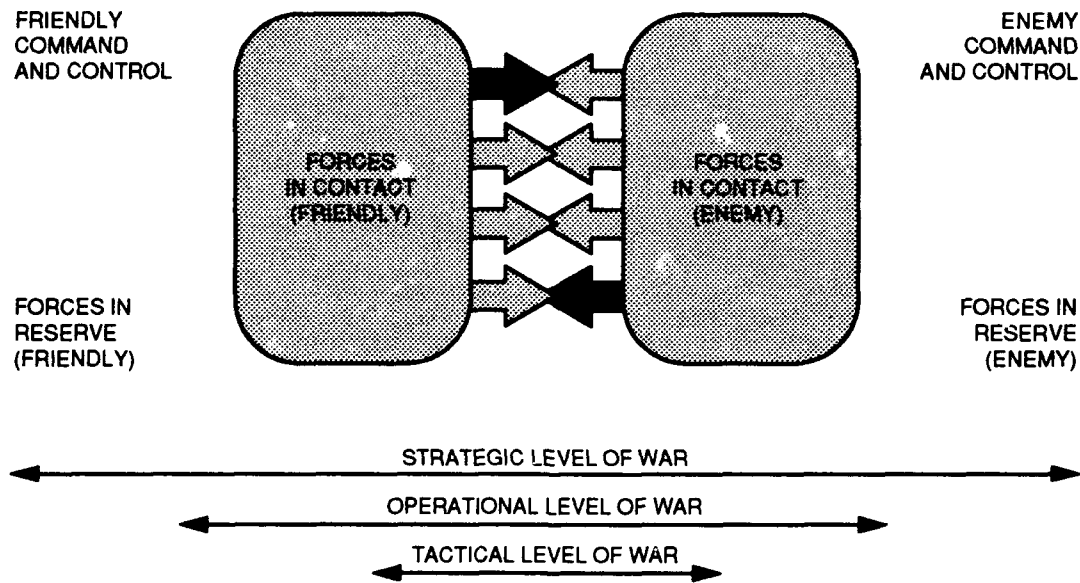 FRIENDLY
COMMAND
AND CONTROL
ENEMY
COMMAND
AND CONTROL
FORCES
IN CONTACT
(FRIENDLY)
FORCES
IN CONTACT
(ENEMY)
FORCES IN
RESERVE
(FRIENDLY)
FORCES IN
RESERVE
(ENEMY)
STRATEGIC LEVEL OF WAR
OPERATIONAL LEVEL OF WAR
TACTICAL LEVEL OF WAR